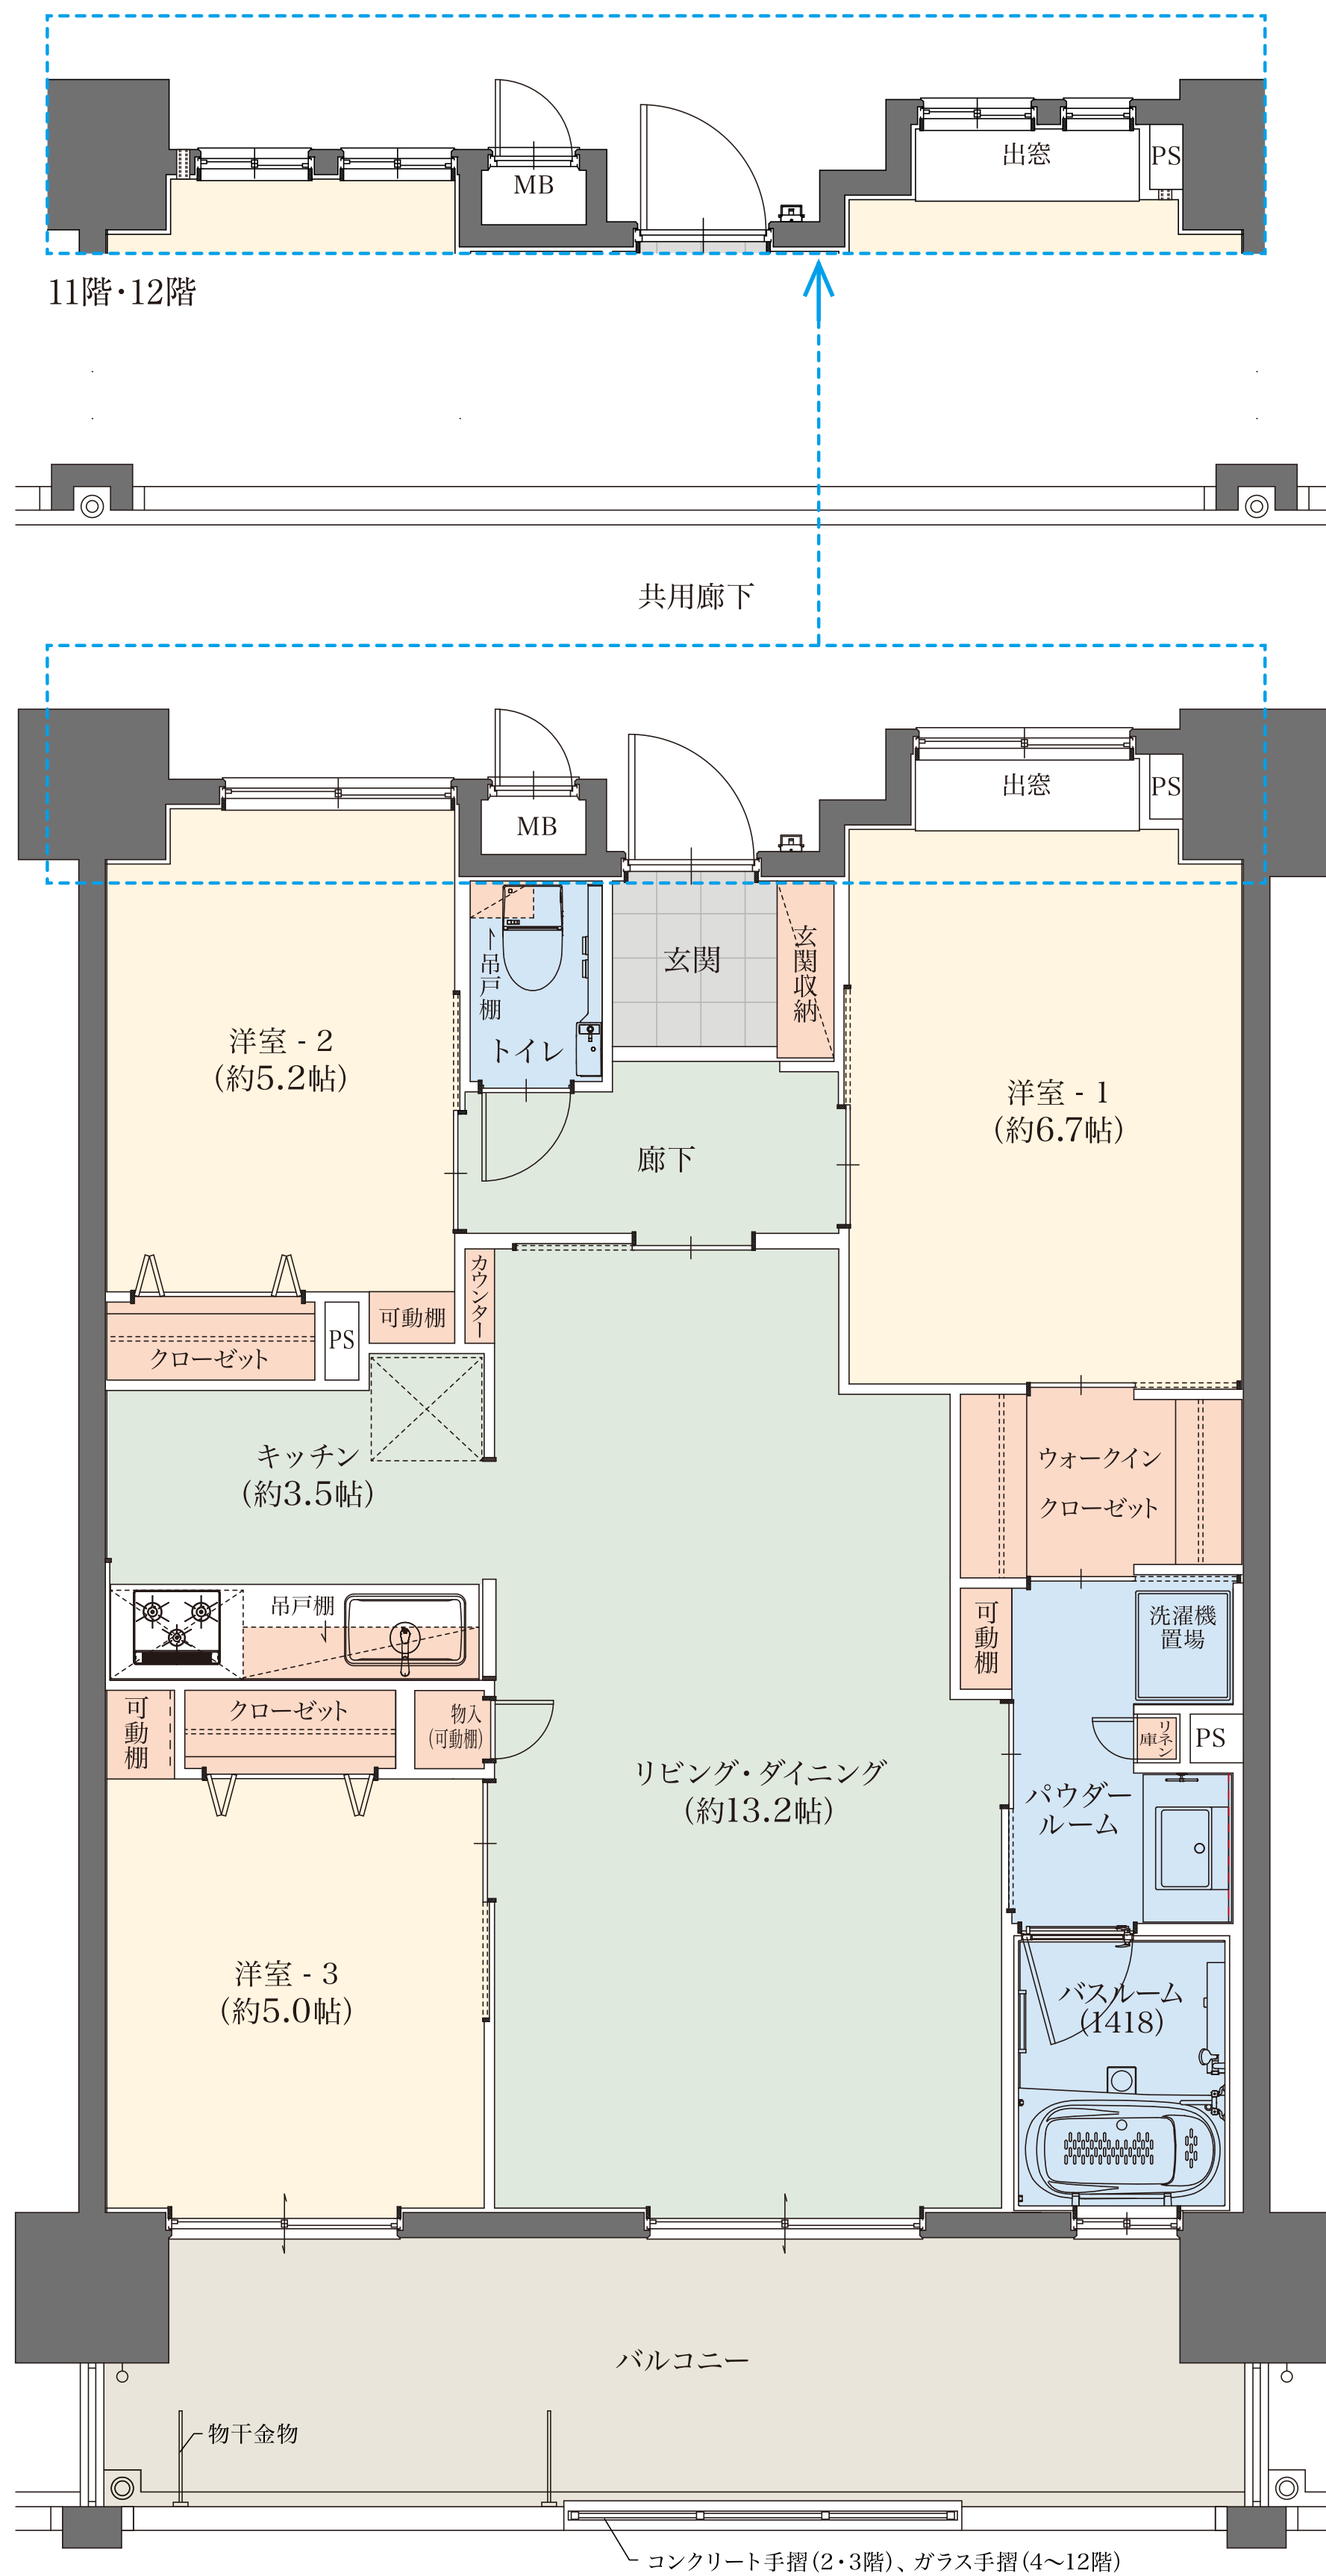 MB
出窓
PS
11階・12階
共用廊下
MB
出窓
PS
吊戸棚
トイレ
玄関
玄関収納
洋室 - 2
(約5.2帖)
洋室 - 1
(約6.7帖)
廊下
クローゼット
PS
可動棚
カウンター
キッチン
(約3.5帖)
ウォークイン
クローゼット
吊戸棚
可動棚
洗濯機
置場
可動棚
クローゼット
物入
(可動棚)
リネン
庫
PS
リビング・ダイニング
(約13.2帖)
パウダー
ルーム
洋室 - 3
(約5.0帖)
バスルーム
(1418)
バルコニー
物干金物
コンクリート手摺(2・3階)、ガラス手摺(4〜12階)